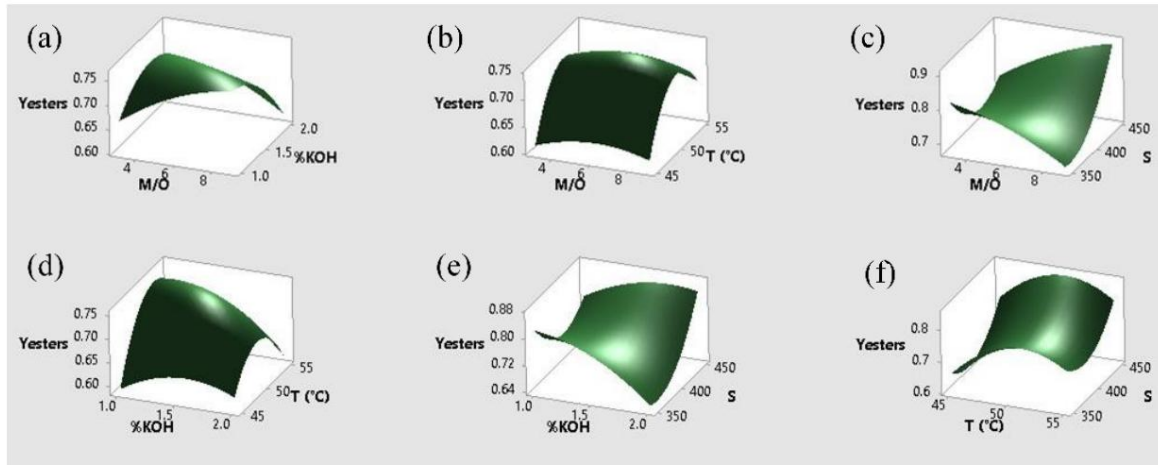 (a)
0.75
0.70
0.65
0.60
Yesters
4
6
8
M/O
1.0
1.5
2.0
%KOH
(b)
0.75
0.70
0.65
0.60
Yesters
4
6
8
M/O
45
50
55
T (°C)
(c)
0.9
0.8
0.7
Yesters
4
6
8
M/O
350
400
450
S
(d)
0.75
0.70
0.65
0.60
Yesters
1.0
1.5
2.0
%KOH
45
50
55
T (°C)
(e)
0.88
0.80
0.72
0.64
Yesters
1.0
1.5
2.0
%KOH
350
400
450
S
(f)
0.8
0.7
0.6
Yesters
45
50
55
T (°C)
350
400
450
S